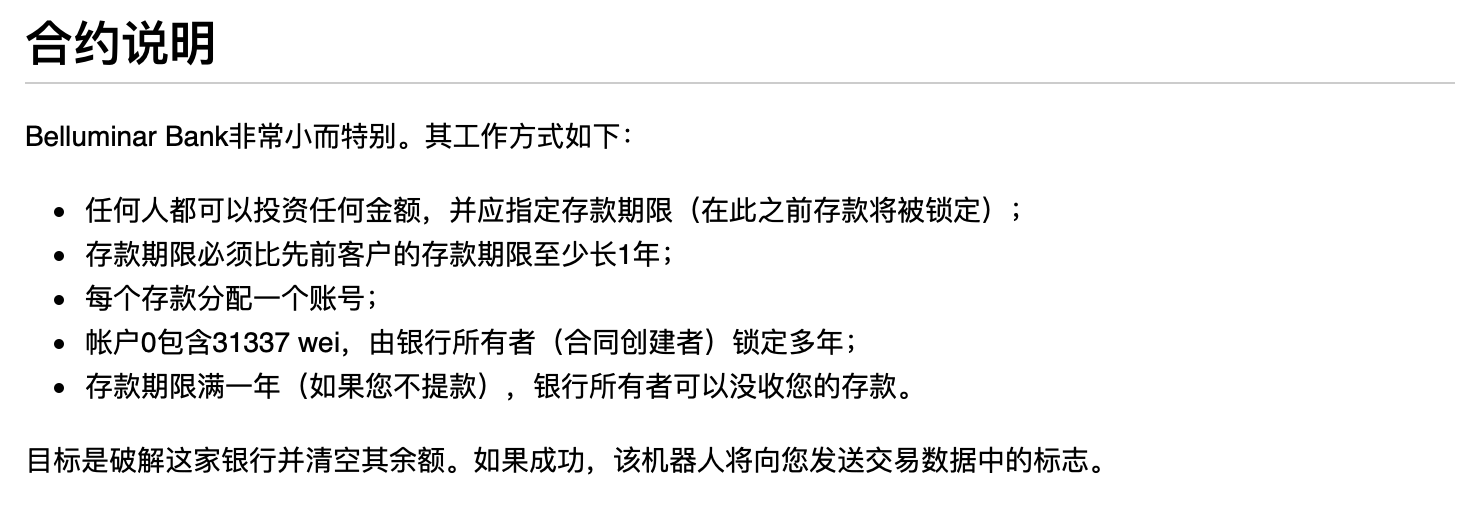 合约说明
Belluminar Bank非常小而特别。其工作方式如下：
• 任何人都可以投资任何金额，并应指定存款期限（在此之前存款将被锁定）；
• 存款期限必须比先前客户的存款期限至少长1年；
• 每个存款分配一个账号；
• 帐户0包含31337 wei，由银行所有者（合同创建者）锁定多年；
• 存款期限满一年（如果您不提款），银行所有者可以没收您的存款。
目标是破解这家银行并清空其余额。如果成功，该机器人将向您发送交易数据中的标志。